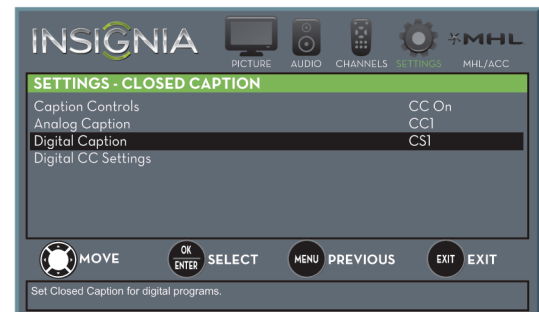 INSIGNIA
PICTURE AUDIO CHANNELS SETTINGS MHL/ACC
MHL
SETTINGS - CLOSED CAPTION
Caption Controls CC On
Analog Caption CC1
Digital Caption CS1
Digital CC Settings
MOVE OK ENTER SELECT MENU PREVIOUS EXIT EXIT
Set Closed Caption for digital programs.